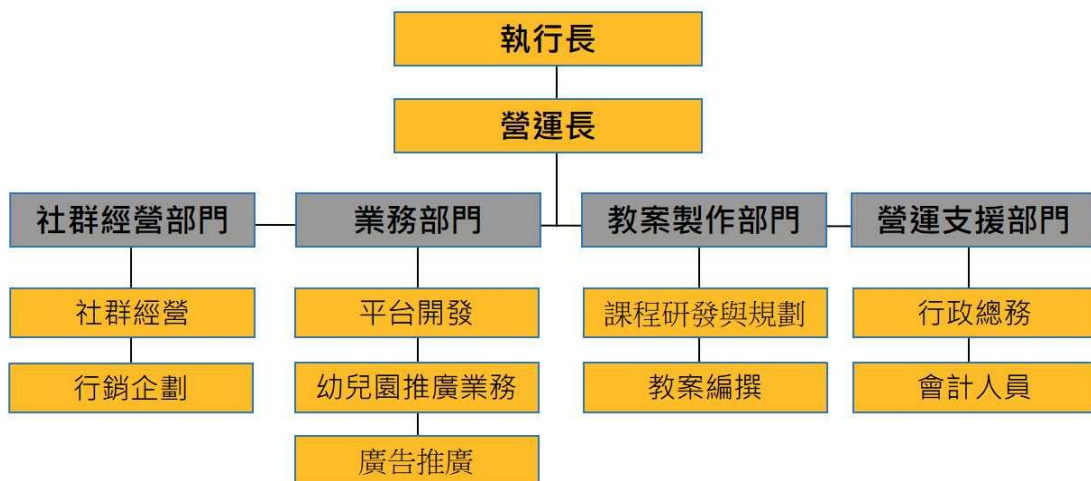 執行長
營運長
社群經營部門
業務部門
教案製作部門
營運支援部門
社群經營
平台開發
課程研發與規劃
行政總務
行銷企劃
幼兒園推廣業務
教案編撰
會計人員
廣告推廣